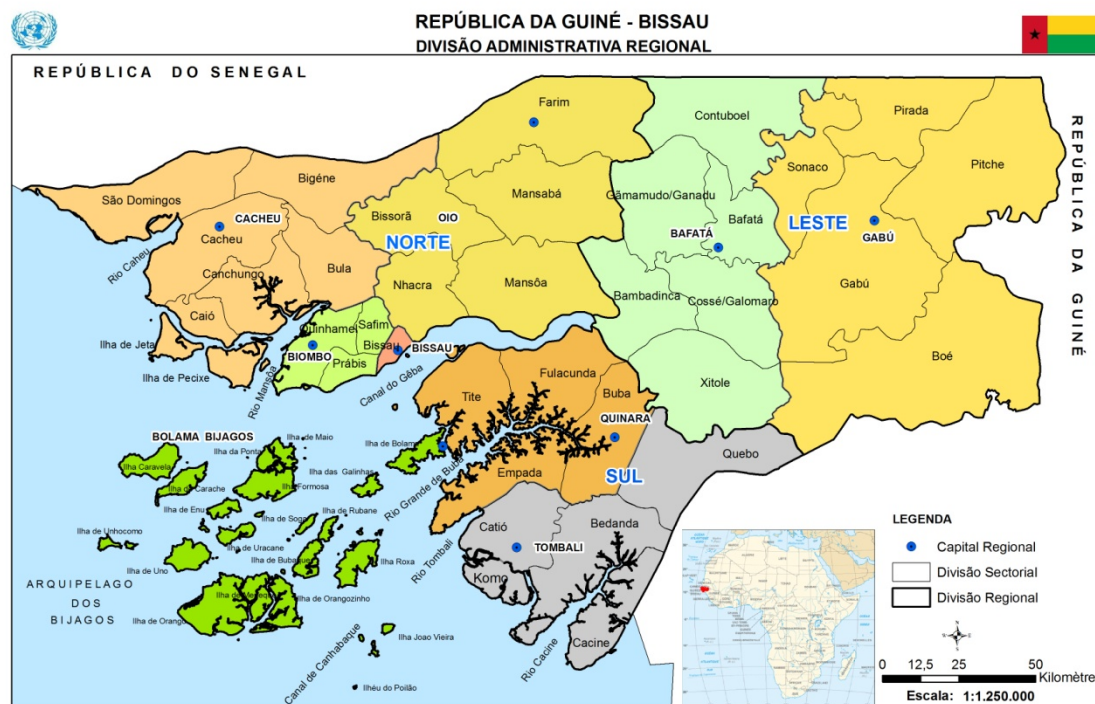 REPÚBLICA DA GUINÉ - BISSAU
DIVISÃO ADMINISTRATIVA REGIONAL
REPÚBLICA DO SENEGAL
REPÚBLICA DA GUINÉ
Farim
Contuboel
Pirada
Pitche
Sonaco
Bigéne
São Domingos
Mansabá
Gãmamudo/Ganadu
Bafatá
Bissorã
OIO
NORTE
LESTE
CACHEU
Cacheu
BAFATÁ
GABÚ
Rio Caheu
Canchungo
Bula
Nhacra
Mansôa
Bambadinca
Cossé/Galomaro
Gabú
Caió
Quinhamel
Safim
Bissau
BISSAU
Boé
Ilha de Jeta
BIOMBO
Prábis
Ilha de Pecixe
Rio Mansôa
Canal do Gêba
Fulacunda
Xitole
Tite
Buba
QUINARA
BOLAMA BIJAGOS
Ilha de Maio
Ilha de Bolama
Ilha da Ponta
Quebo
Ilha Caravela
Ilha das Galinhas
Rio Grande de Buba
Empada
SUL
Ilha de Carache
Ilha Formosa
Ilha de Enu
Ilha de Soga
Ilha de Rubane
Catió
Bedanda
Ilha de Unhocomo
Ilha de Uracane
TOMBALI
Ilha de Bubaque
Ilha Roxa
Rio Tombali
Ilha de Uno
Komo
ARQUIPELAGO
DOS
BIJAGOS
Ilha de Orangozinho
Ilha de Orango
Ilha Joao Vieira
Canal de Canhabaque
Rio Cacine
Cacine
Ilhéu do Poilão
LEGENDA
Capital Regional
Divisão Sectorial
Divisão Regional
0 12,5 25 50
Kilomètre
Escala: 1:1.250.000